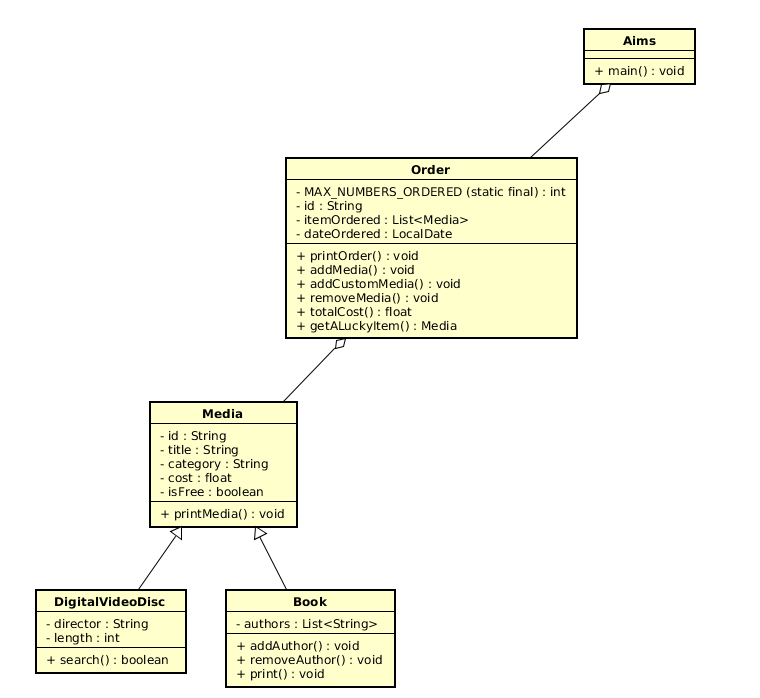 Aims
+ main() : void
Order
- MAX_NUMBERS_ORDERED (static final) : int
- id : String
- itemOrdered : List<Media>
- dateOrdered : LocalDate
+ printOrder() : void
+ addMedia() : void
+ addCustomMedia() : void
+ removeMedia() : void
+ totalCost() : float
+ getALuckyItem() : Media
Media
- id : String
- title : String
- category : String
- cost : float
- isFree : boolean
+ printMedia() : void
DigitalVideoDisc
- director : String
- length : int
+ search() : boolean
Book
- authors : List<String>
+ addAuthor() : void
+ removeAuthor() : void
+ print() : void